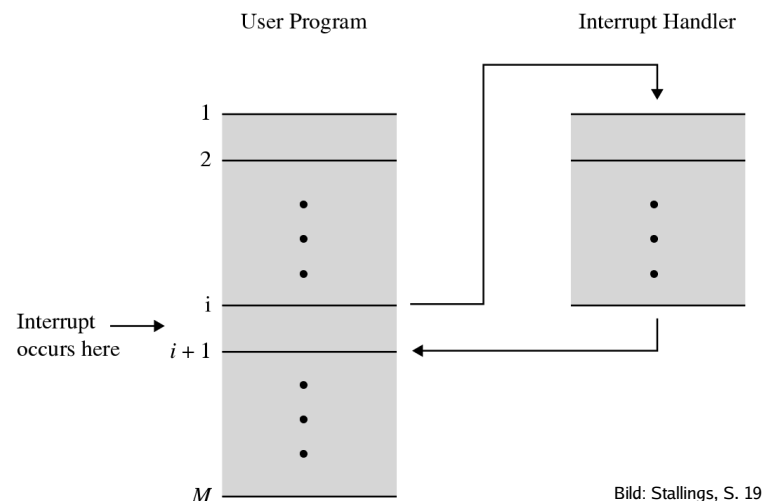 User Program
Interrupt Handler
1
2
i
Interrupt
occurs here
i + 1
M
Bild: Stallings, S. 19